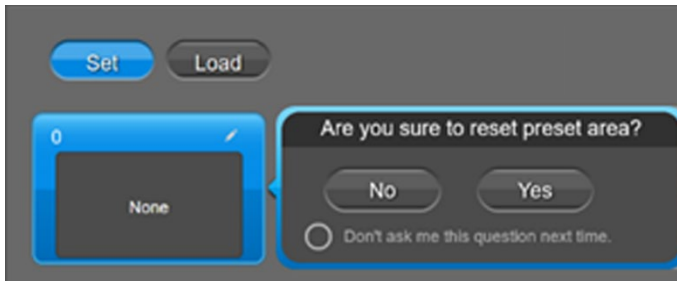 Set Load
0
None
Are you sure to reset preset area?
No Yes
Don't ask me this question next time.